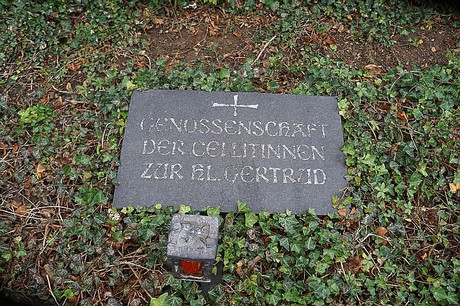 GENOSSENSCHAFT
DER CELLITINNEN
ZUR HL. GERTRUD